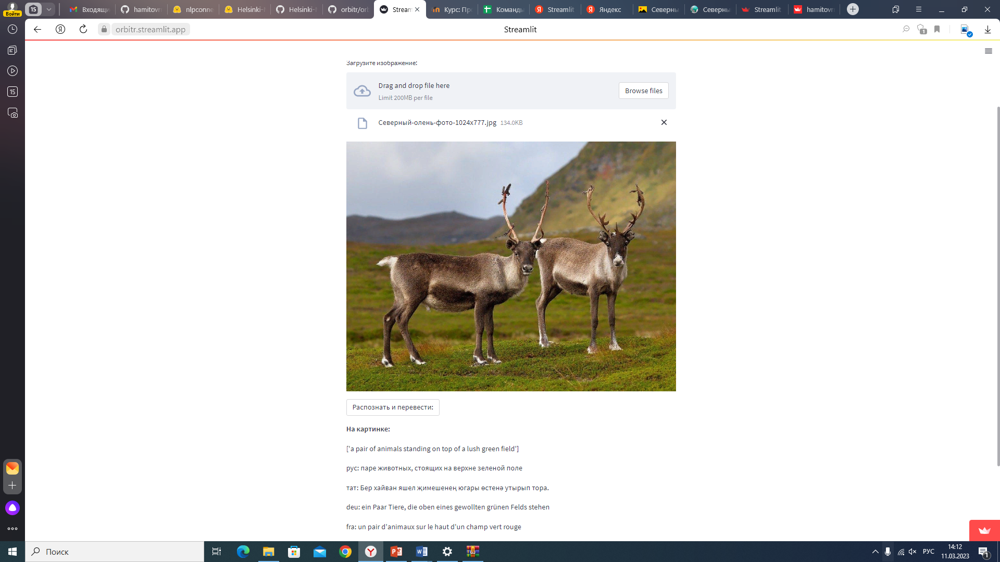 Войти
15
Входящи
hamitovr
nlpconne
Helsinki-
Helsinki-
orbitr/or
Stream
Курс: Пр
Команды
Streamlit
Яндекс
Северны
Северны
Streamlit
hamitovr
orbitr.streamlit.app
Streamlit
1
15
Загрузите изображение:
Drag and drop file here
Limit 200MB per file
Browse files
Северный-олень-фото-1024x777.jpg 134.0KB
Распознать и перевести:
На картинке:
['a pair of animals standing on top of a lush green field']
рус: паре животных, стоящих на верхне зеленой поле
тат: Бер хайван яшел җимешенең югары өстенә утырып тора.
deu: ein Paar Tiere, die oben eines gewollten grünen Felds stehen
fra: un pair d'animaux sur le haut d'un champ vert rouge
Поиск
РУС
14:12
11.03.2023
1